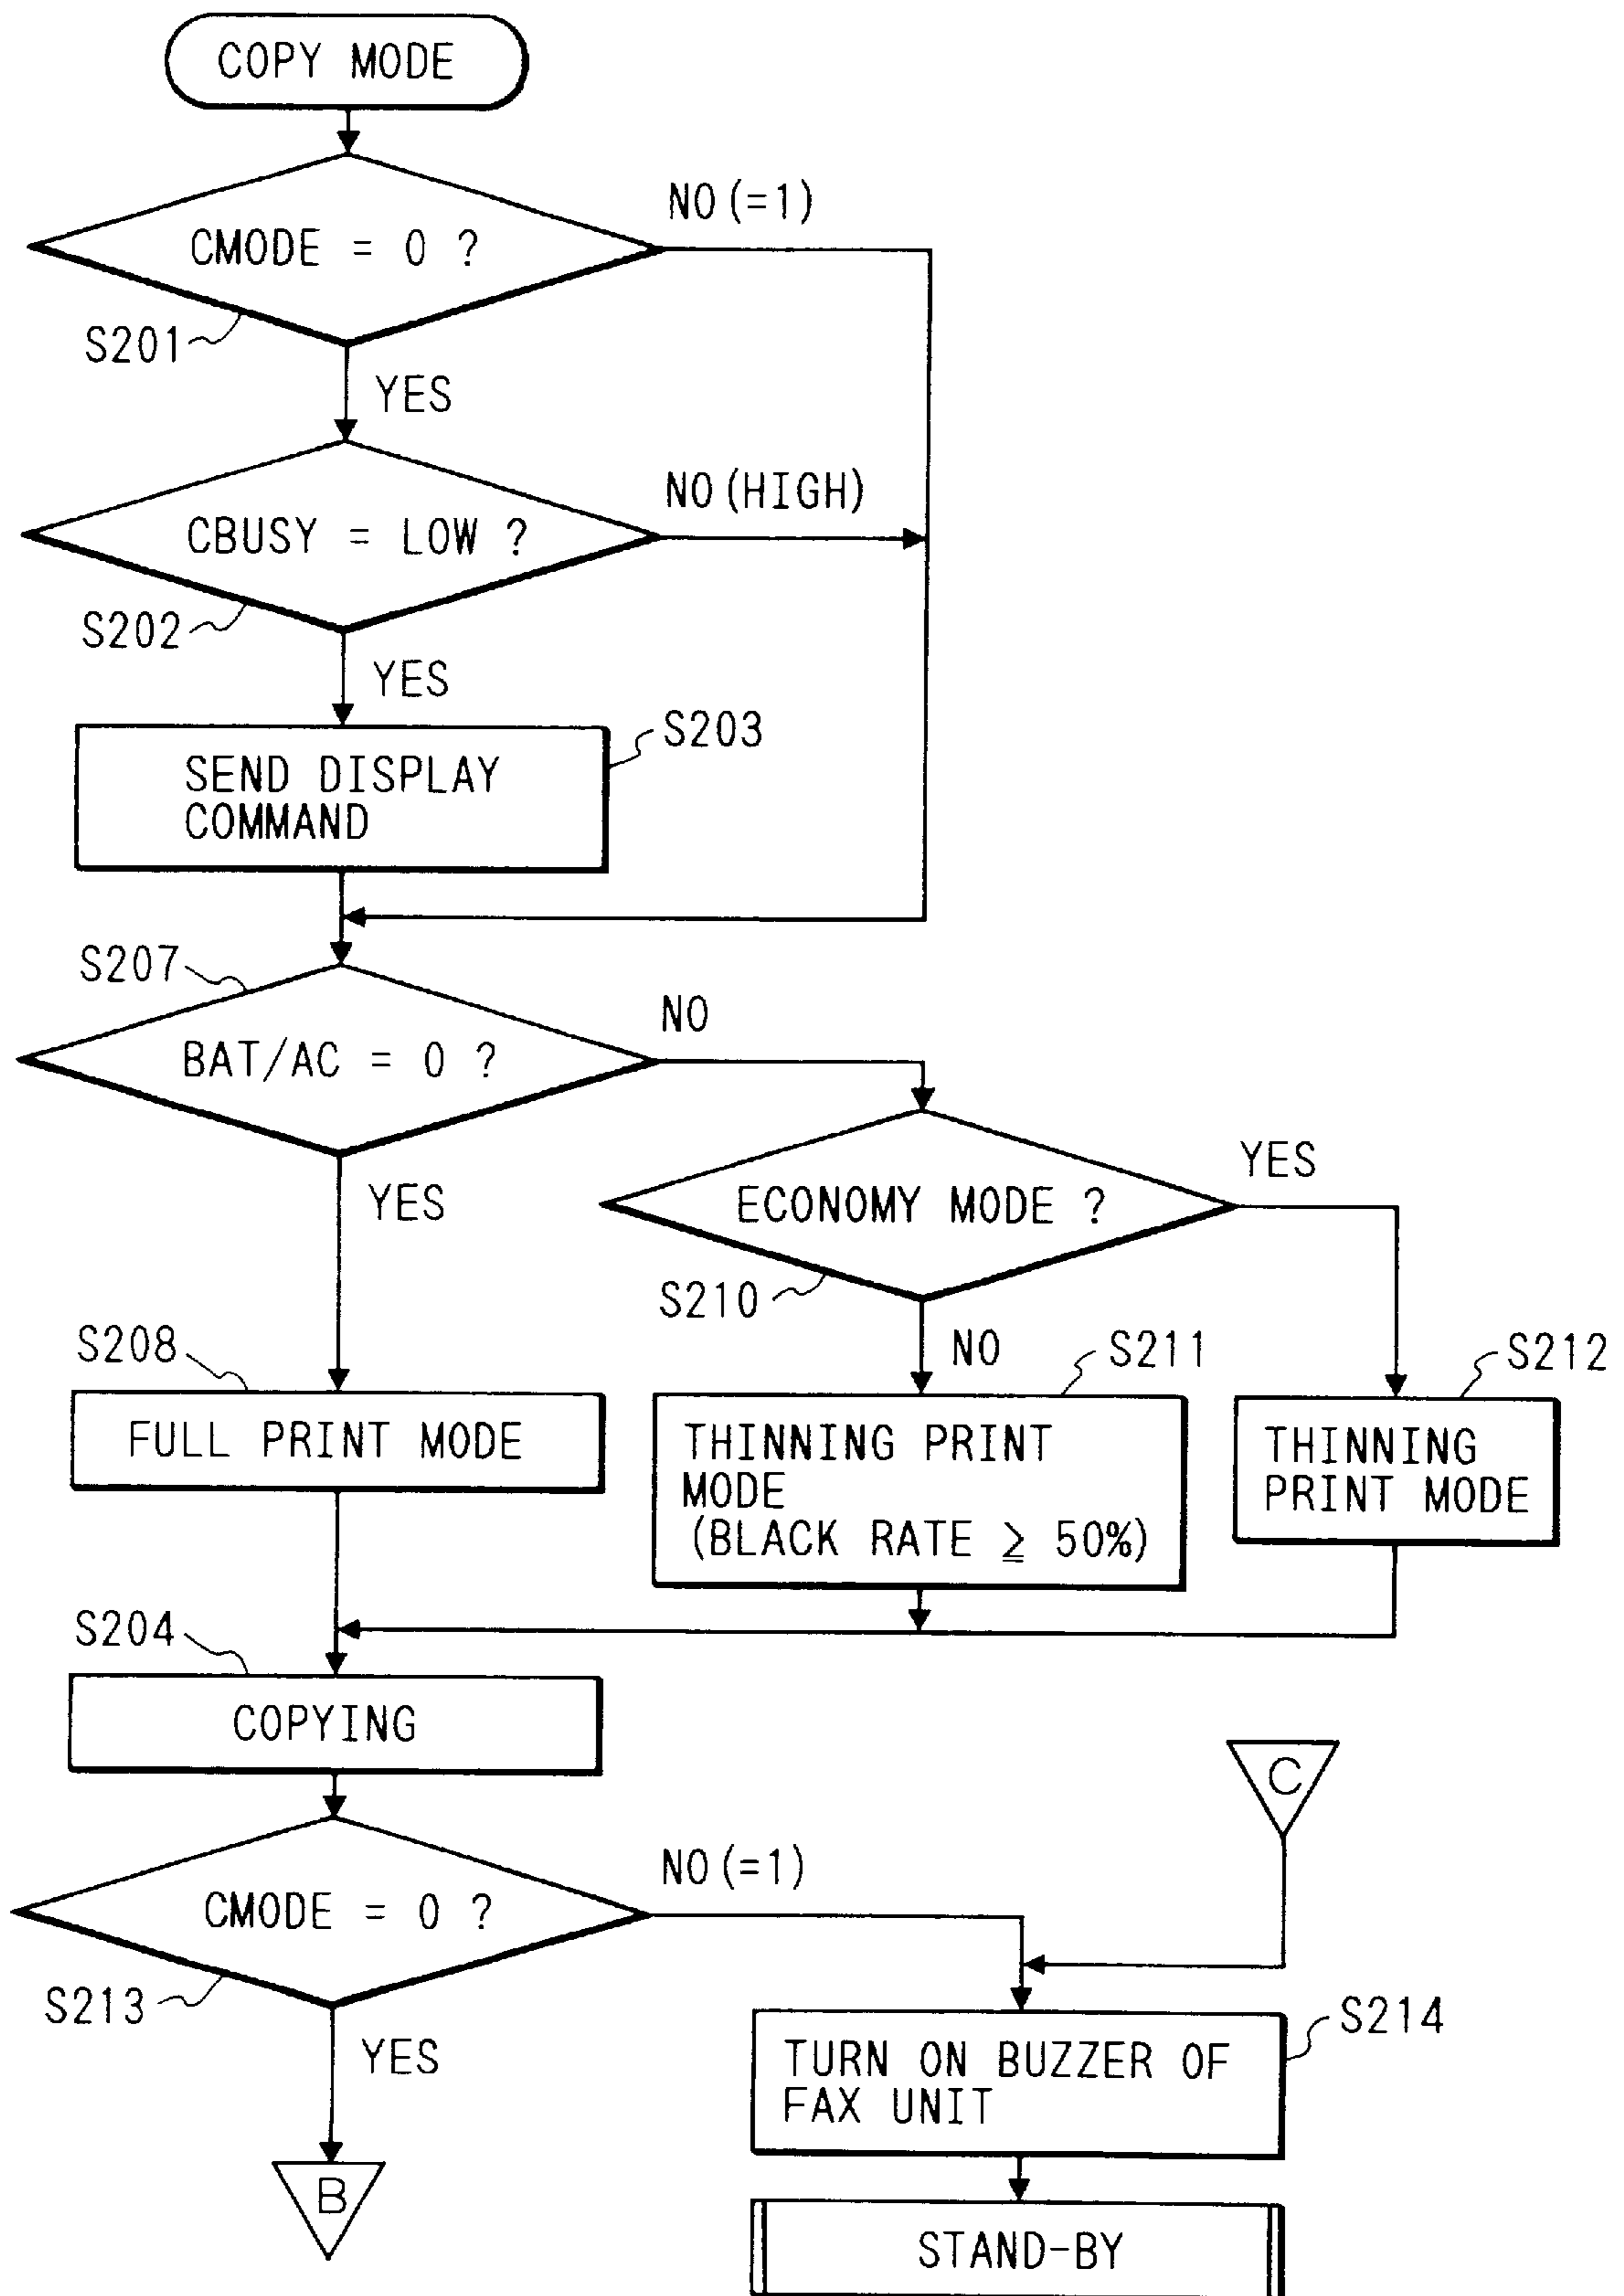 COPY MODE
CMODE = 0 ?
NO(=1)
S201
YES
CBUSY = LOW ?
NO(HIGH)
S202
YES
S203
SEND DISPLAY
COMMAND
S207
BAT/AC = 0 ?
NO
YES
ECONOMY MODE ?
YES
S210
NO
S208
FULL PRINT MODE
S211
THINNING PRINT
MODE
(BLACK RATE ≧ 50%)
S212
THINNING
PRINT MODE
S204
COPYING
C
CMODE = 0 ?
NO(=1)
S213
YES
S214
TURN ON BUZZER OF
FAX UNIT
B
STAND-BY